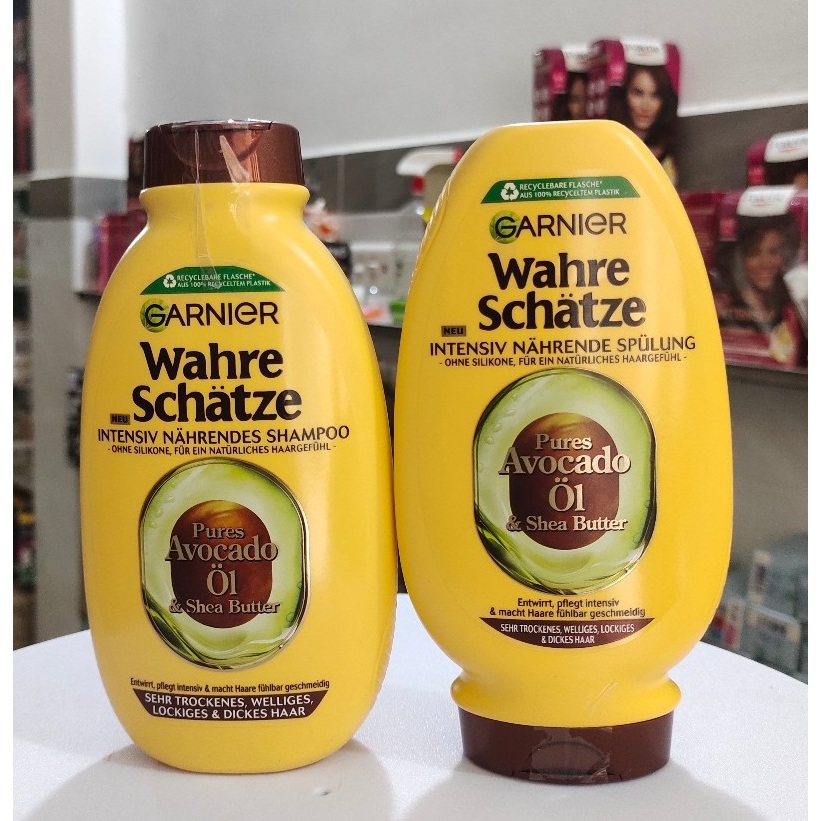 RECYCLEBARE FLASCHE*
AUS 100% RECYCELTEM PLASTIK
GARNIER
Wahre
Schätze
NEU
INTENSIV NÄHRENDES SHAMPOO
- OHNE SILIKONE, FÜR EIN NATÜRLICHES HAARGEFÜHL -
Pures
Avocado
Öl
& Shea Butter
Entwirrt, pflegt intensiv & macht Haare fühlbar geschmeidig
SEHR TROCKENES, WELLIGES,
LOCKIGES & DICKES HAAR
RECYCLEBARE FLASCHE*
AUS 100% RECYCELTEM PLASTIK
GARNIER
Wahre
Schätze
NEU
INTENSIV NÄHRENDE SPÜLUNG
- OHNE SILIKONE, FÜR EIN NATÜRLICHES HAARGEFÜHL -
Pures
Avocado
Öl
& Shea Butter
Entwirrt, pflegt intensiv
& macht Haare fühlbar geschmeidig
SEHR TROCKENES, WELLIGES, LOCKIGES
& DICKES HAAR